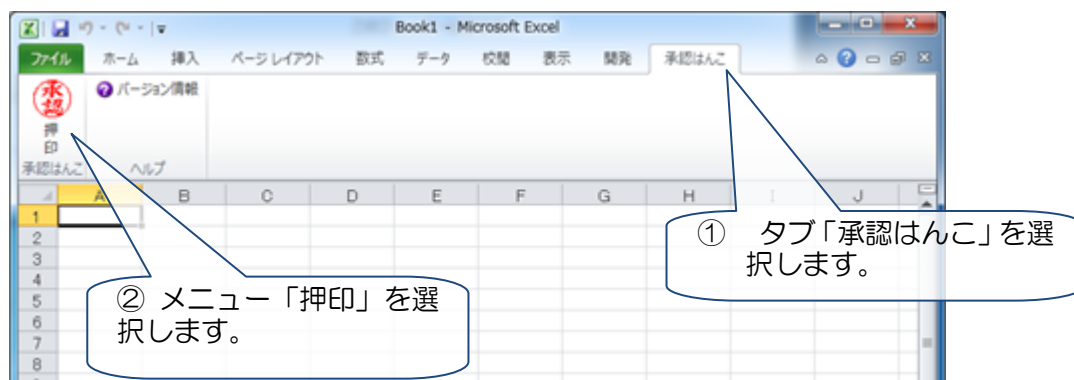 Book1 - Microsoft Excel
ファイル ホーム 挿入 ページ レイアウト 数式 データ 校閲 表示 開発 承認はんこ
承認
バージョン情報
押
印
承認はんこ ヘルプ
A B C D E F G H I J
1
2
3
4
5
6
7
8
① タブ「承認はんこ」を選
択します。
② メニュー「押印」を選
択します。